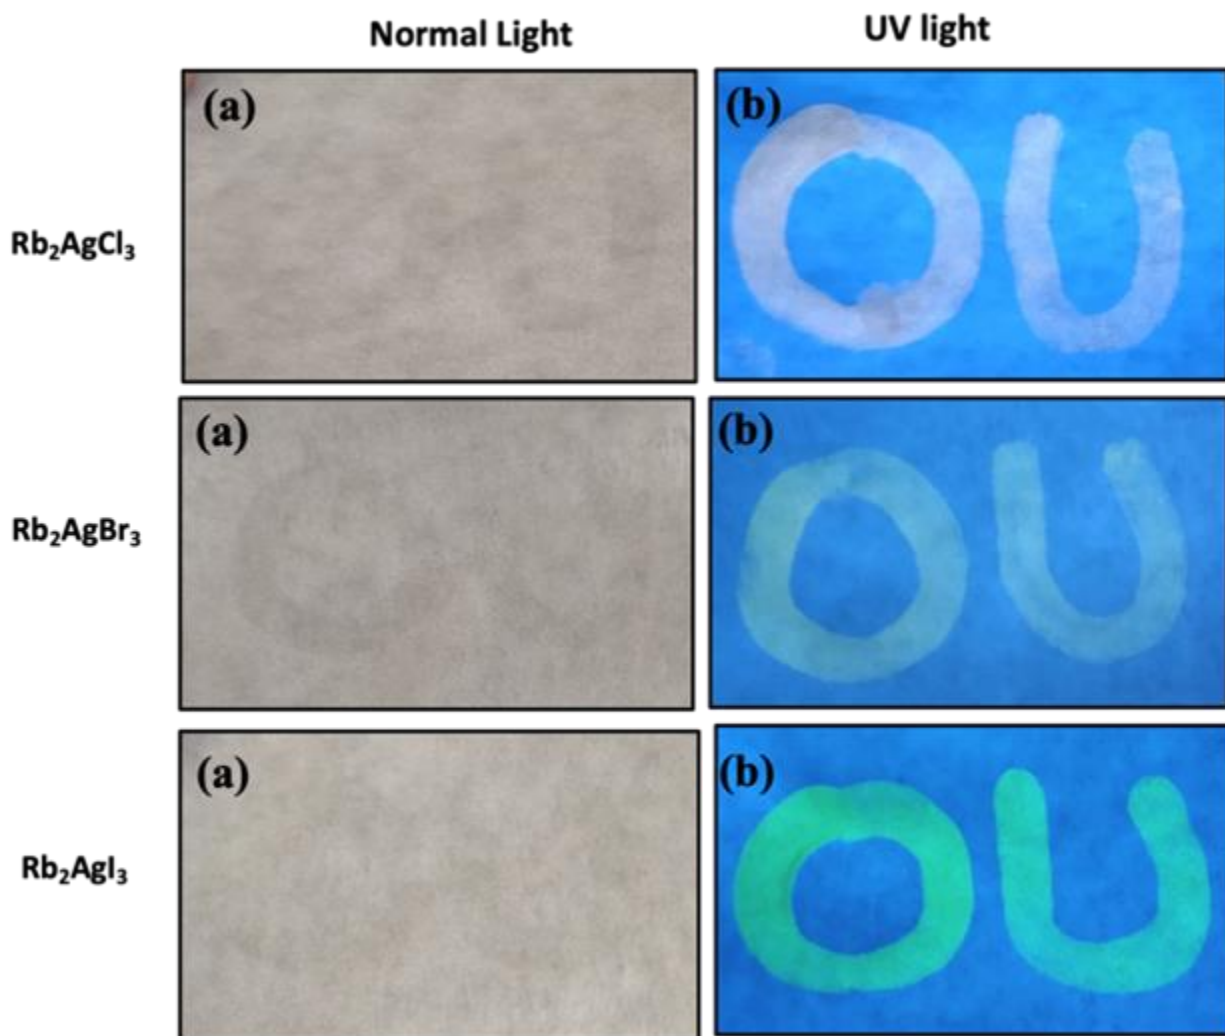 Normal Light UV light
Rb₂AgCl₃ (a) (b) OU
Rb₂AgBr₃ (a) (b) OU
Rb₂AgI₃ (a) (b) OU